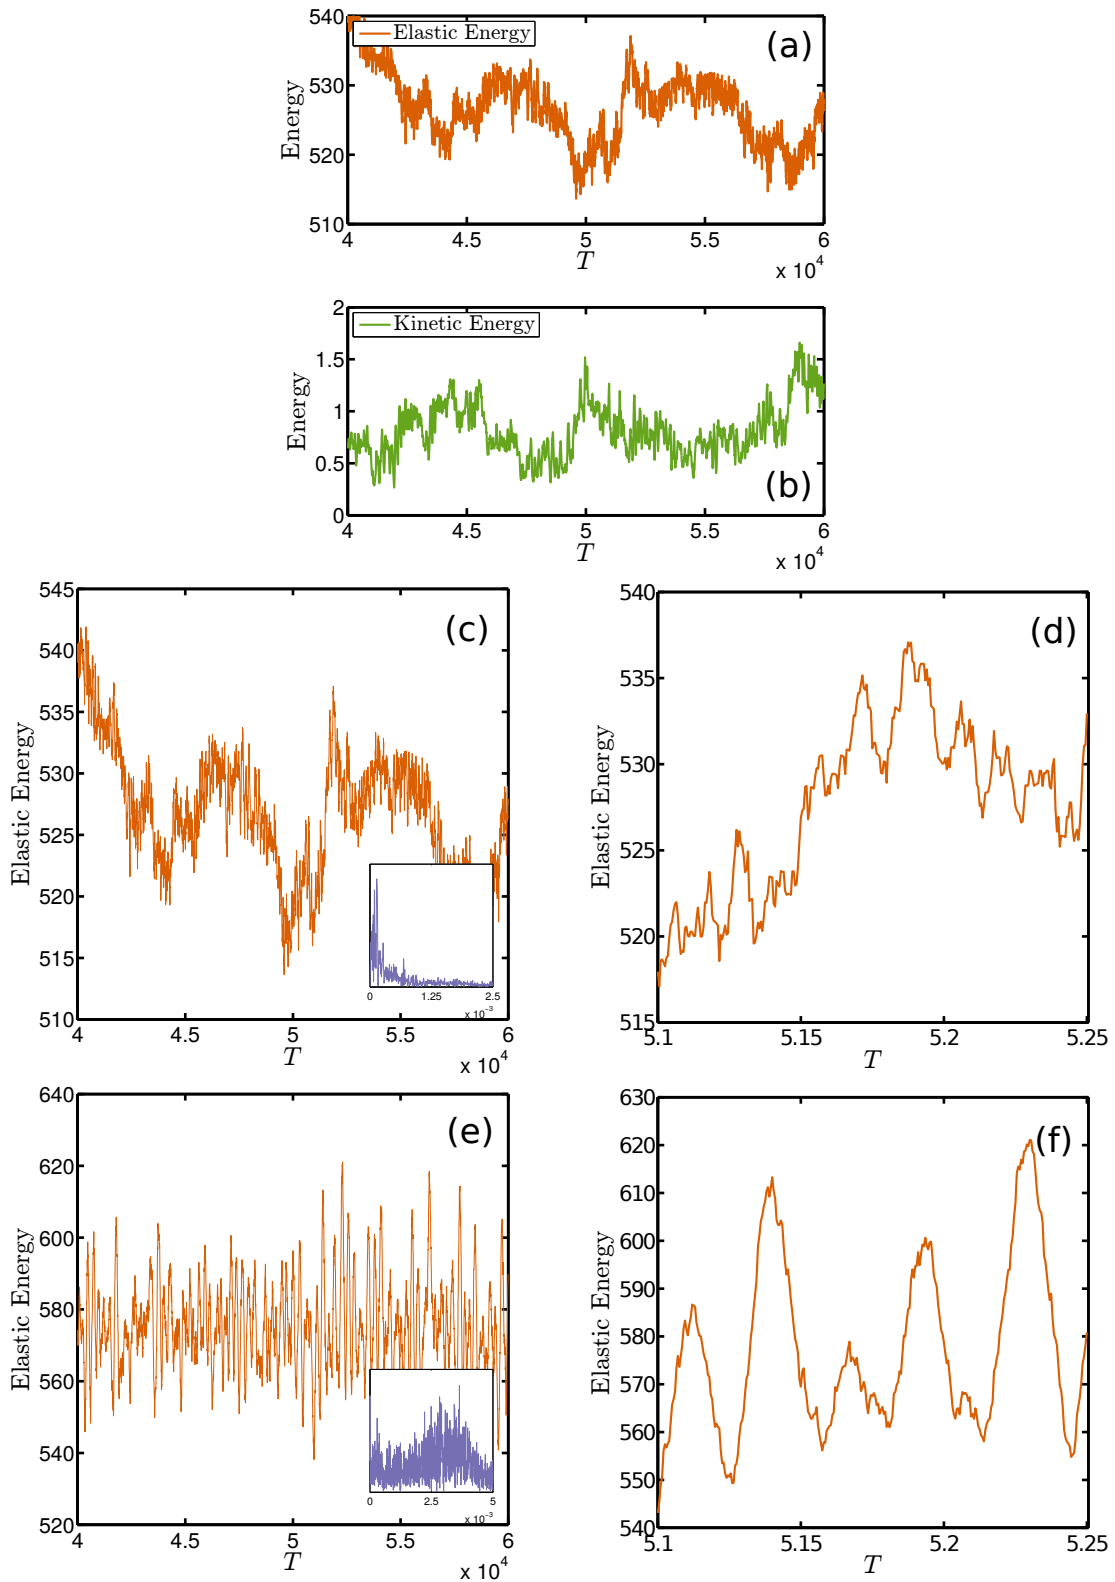 540
530
520
510
Energy
Elastic Energy
(a)
4
4.5
5
5.5
6
T
x 10^4
2
1.5
1
0.5
0
Energy
Kinetic Energy
(b)
4
4.5
5
5.5
6
T
x 10^4
545
540
535
530
525
520
515
510
Elastic Energy
(c)
0
1.25
2.5
x 10^-3
4
4.5
5
5.5
6
T
x 10^4
540
535
530
525
520
515
Elastic Energy
(d)
5.1
5.15
5.2
5.25
T
640
620
600
580
560
540
520
Elastic Energy
(e)
0
2.5
5
x 10^-3
4
4.5
5
5.5
6
T
x 10^4
630
620
610
600
590
580
570
560
550
540
Elastic Energy
(f)
5.1
5.15
5.2
5.25
T